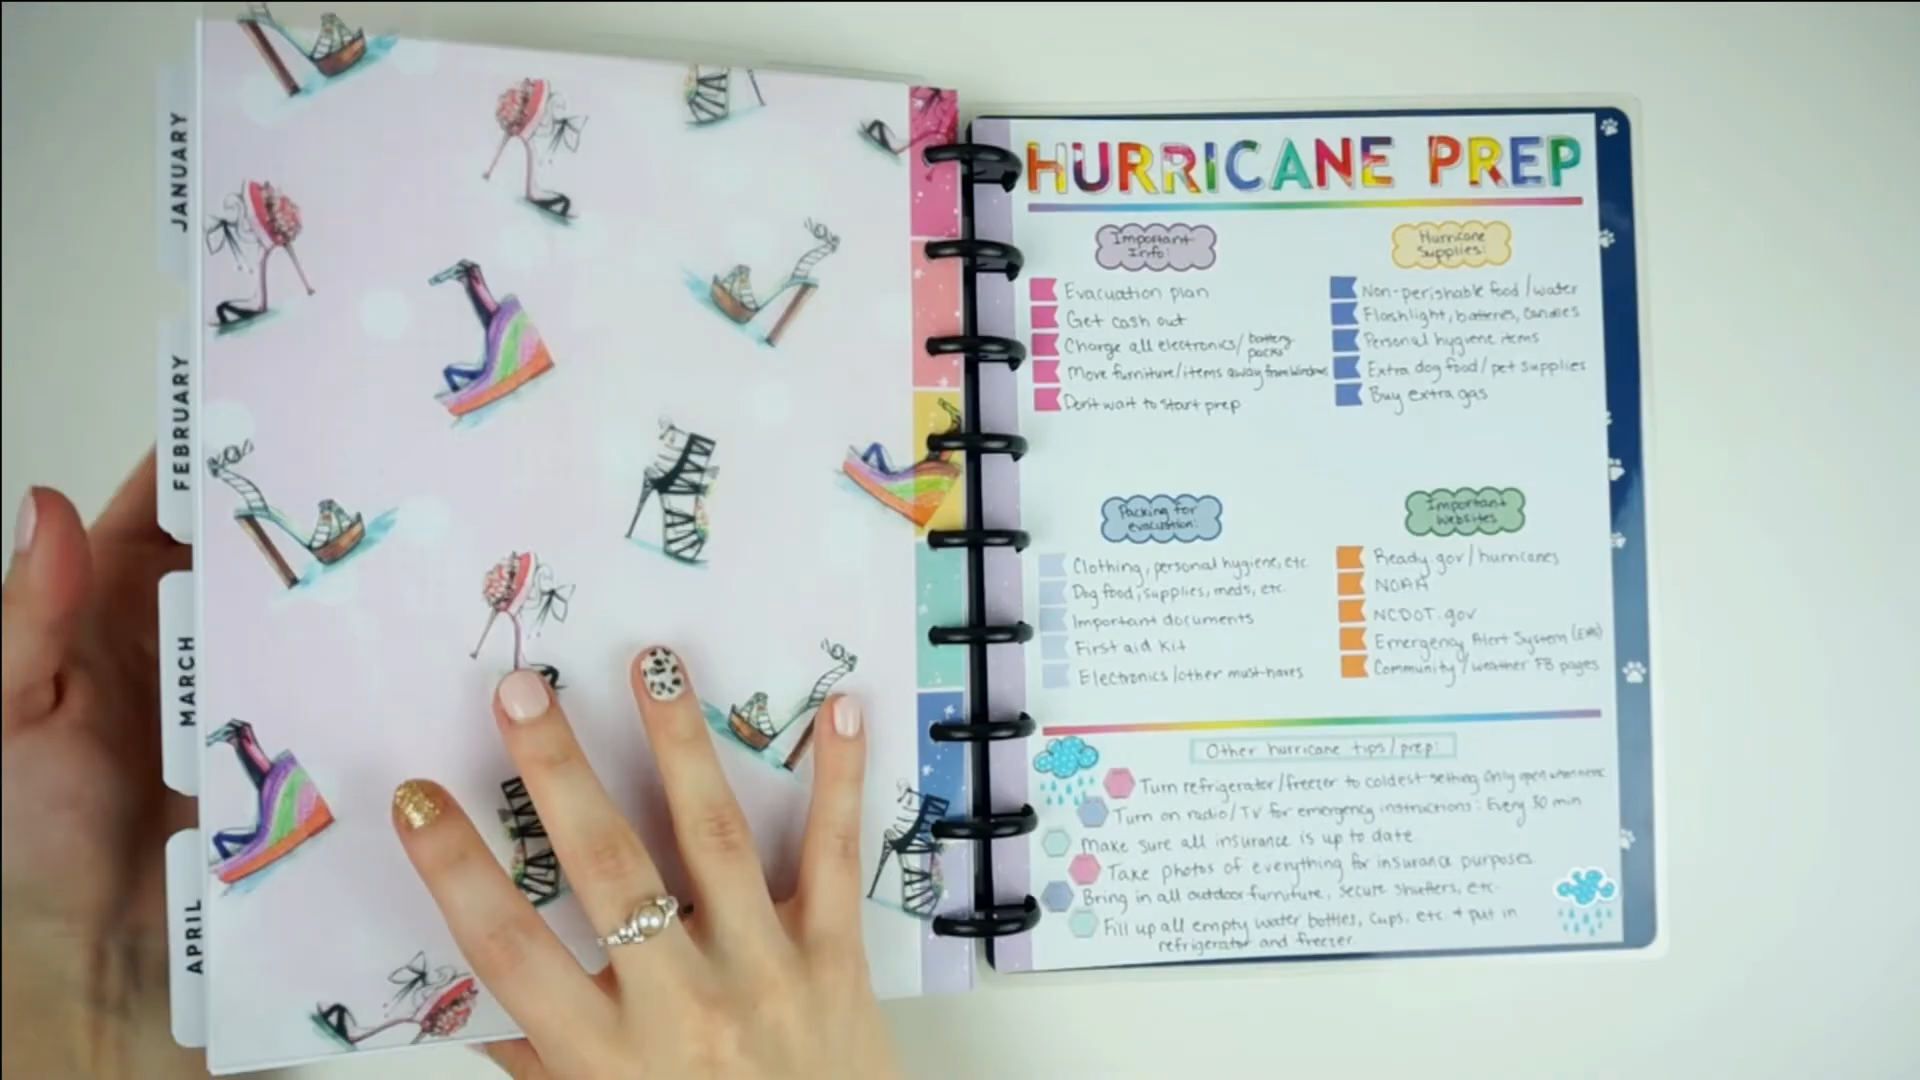 JANUARY
FEBRUARY
MARCH
APRIL
HURRICANE PREP
Important
Info:
Evacuation plan
Get cash out
Charge all electronics/ battery
packs
Move furniture/items away from windows
Don't wait to start prep
Hurricane
Supplies:
Non-perishable food/water
Flashlight, batteries, candles
Personal hygiene items
Extra dog food/pet supplies
Buy extra gas
Packing for
evacuation:
Clothing, personal hygiene, etc.
Dog food, supplies, meds, etc.
Important documents
First aid kit
Electronics/other must-haves
Important
Websites
Ready.gov/hurricanes
NOAA
NCDOT.gov
Emergency Alert System (EAS)
Community/weather FB pages
Other hurricane tips/prep:
Turn refrigerator/freezer to coldest setting only open when necc.
Turn on radio/TV for emergency instructions: Every 30 min
Make sure all insurance is up to date
Take photos of everything for insurance purposes
Bring in all outdoor furniture, secure shutters, etc.
Fill up all empty water bottles, cups, etc + put in
refrigerator and freezer